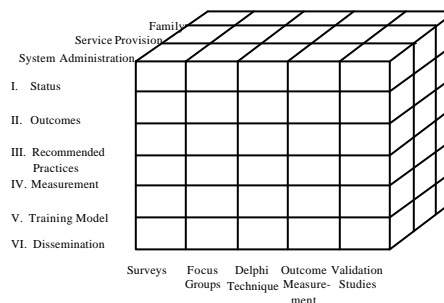 Family
Service Provision
System Administration
I. Status
II. Outcomes
III. Recommended
Practices
IV. Measurement
V. Training Model
VI. Dissemination
Surveys Focus Delphi Outcome Validation
Groups Technique Measure- Studies
ment